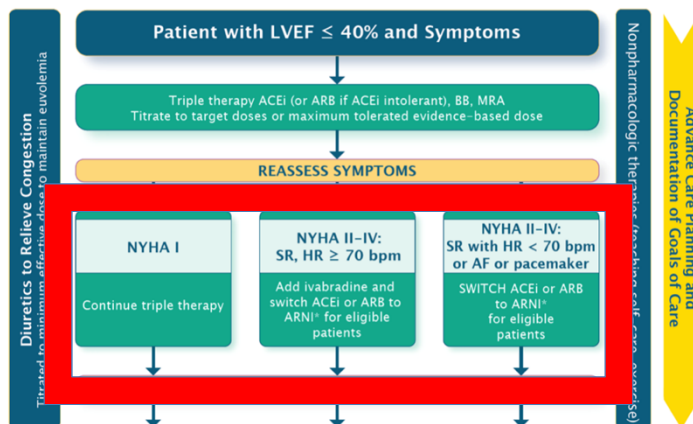 Patient with LVEF ≤ 40% and Symptoms
Triple therapy ACEi (or ARB if ACEi intolerant), BB, MRA
Titrate to target doses or maximum tolerated evidence-based dose
REASSESS SYMPTOMS
NYHA I
Continue triple therapy
NYHA II-IV:
SR, HR ≥ 70 bpm
Add ivabradine and
switch ACEi or ARB to
ARNI* for eligible
patients
NYHA II-IV:
SR with HR < 70 bpm
or AF or pacemaker
SWITCH ACEi or ARB
to ARNI*
for eligible
patients
Diuretics to Relieve Congestion
Titrated to minimum effective dose to maintain euvolemia
Nonpharmacologic therapies (teaching self-care, exercise)
Advance Care Planning and
Documentation of Goals of Care